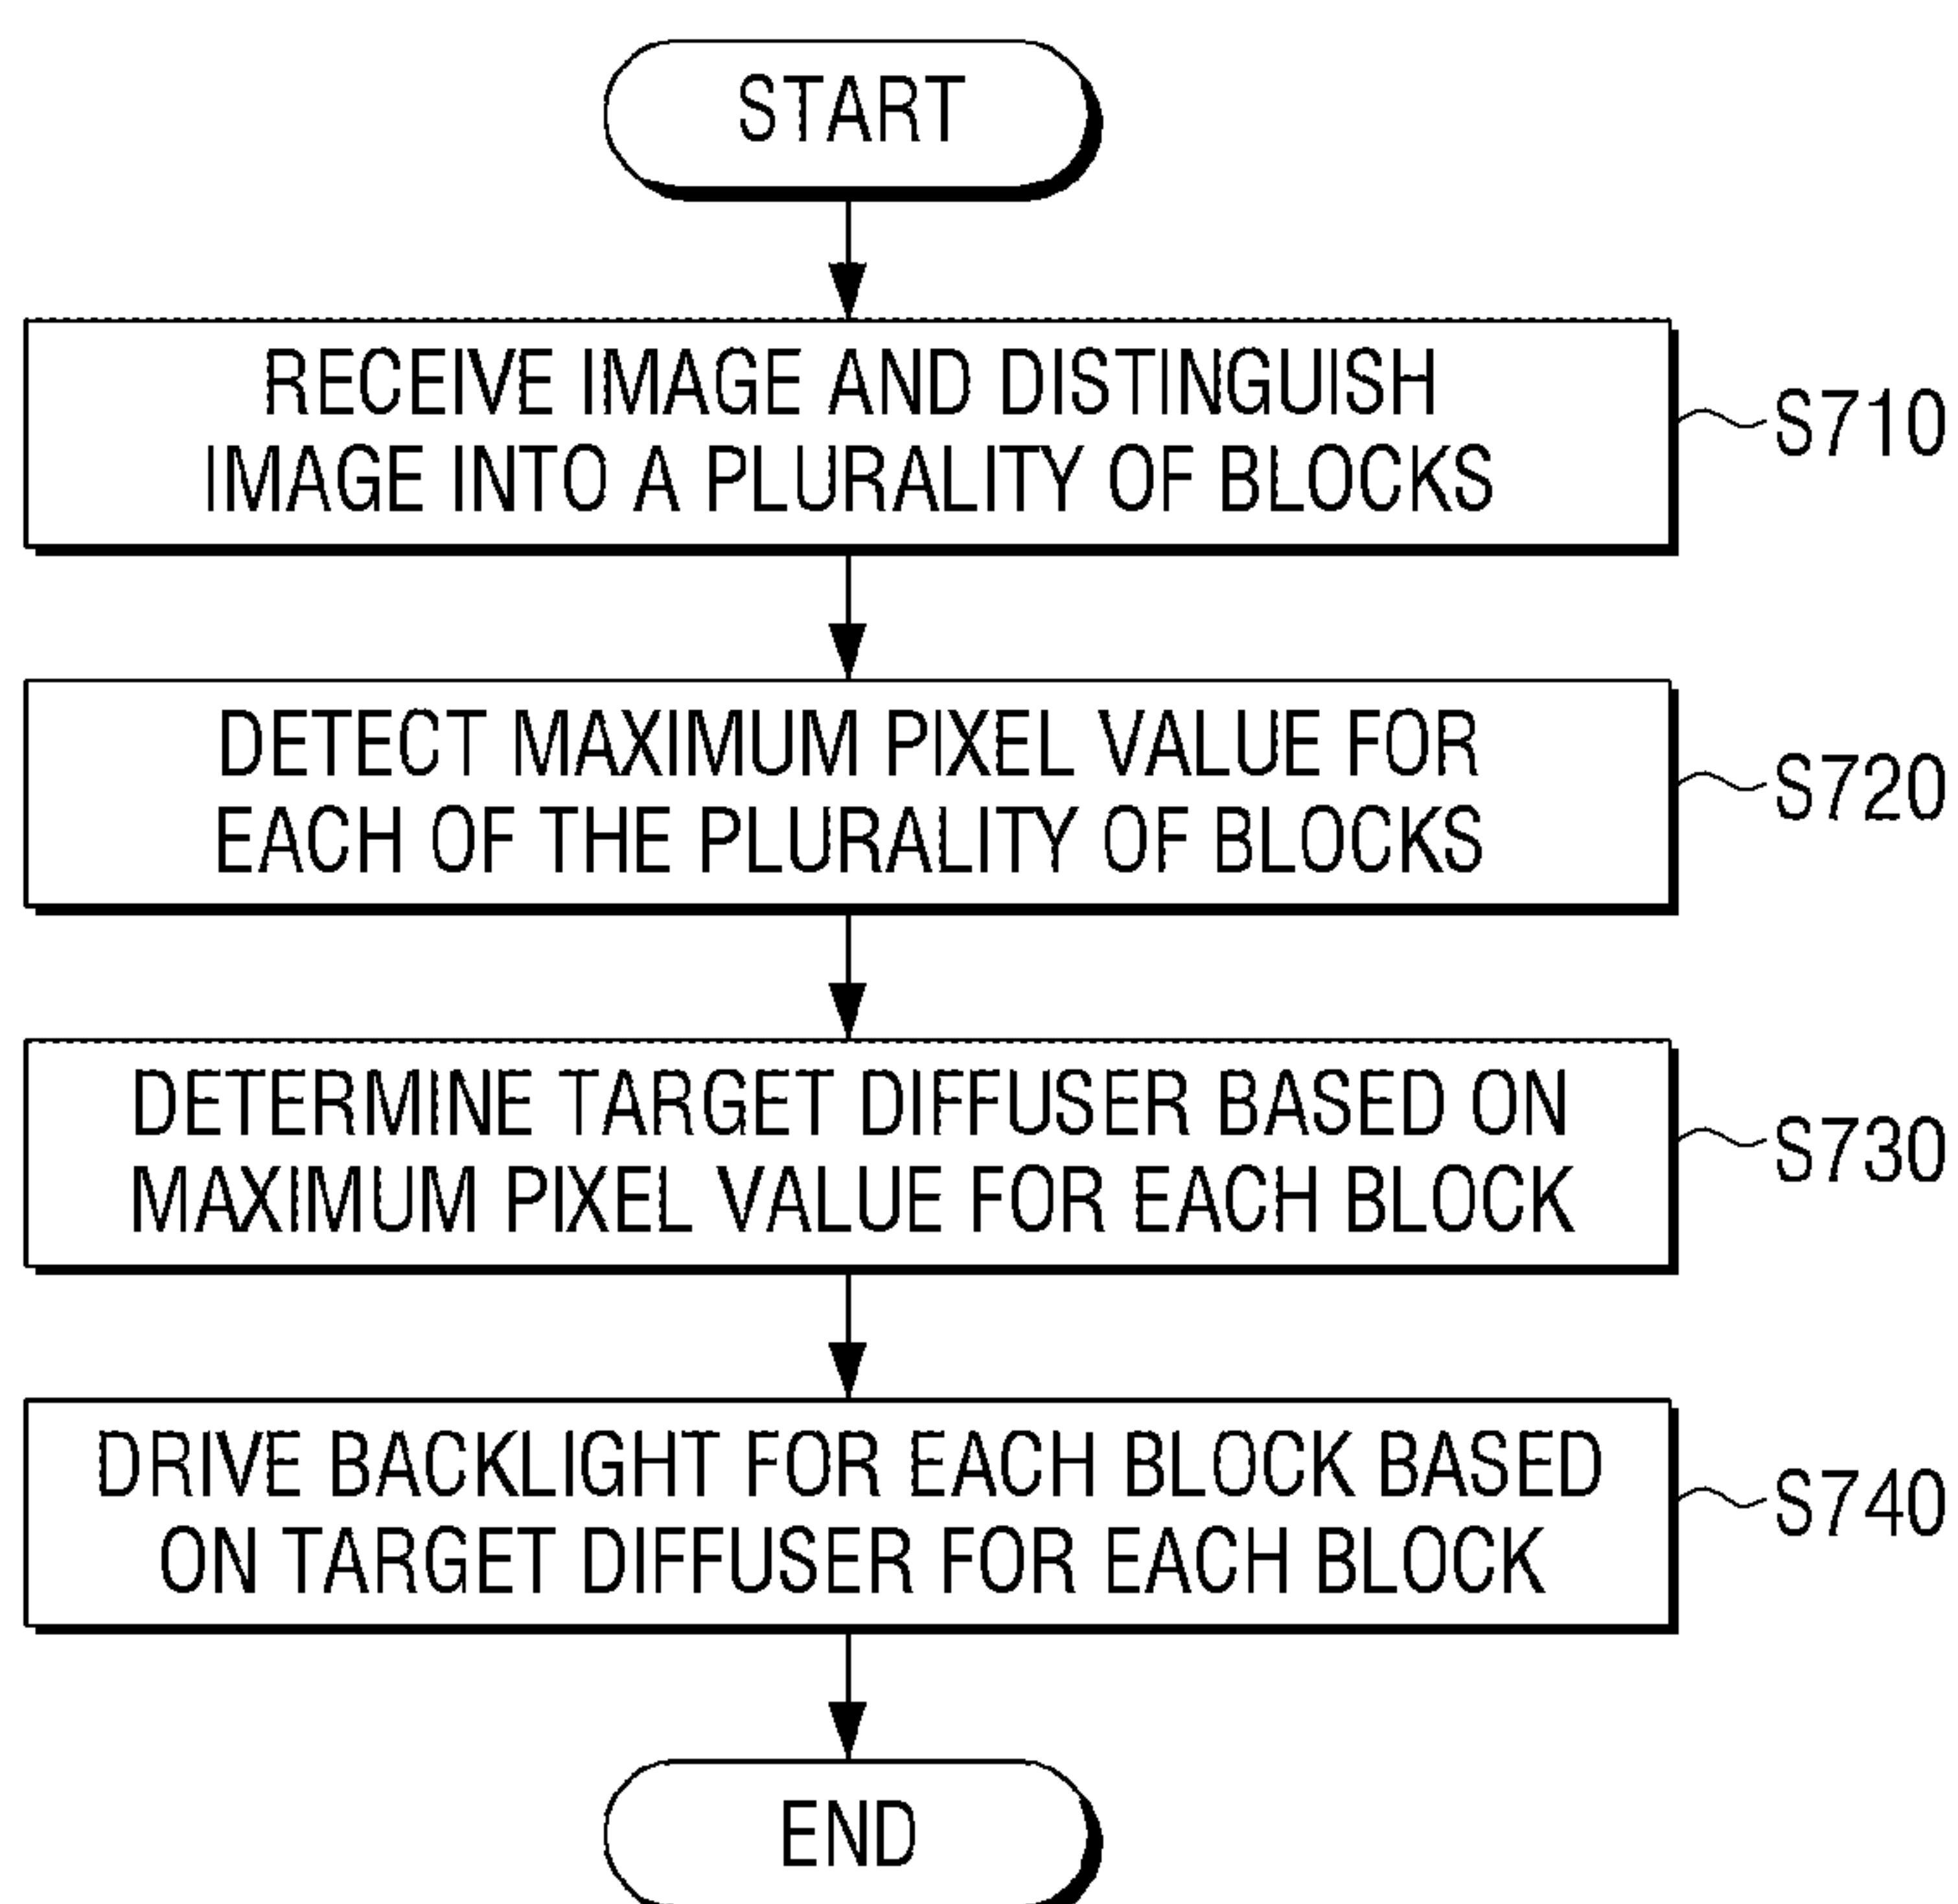 START
RECEIVE IMAGE AND DISTINGUISH
IMAGE INTO A PLURALITY OF BLOCKS
S710
DETECT MAXIMUM PIXEL VALUE FOR
EACH OF THE PLURALITY OF BLOCKS
S720
DETERMINE TARGET DIFFUSER BASED ON
MAXIMUM PIXEL VALUE FOR EACH BLOCK
S730
DRIVE BACKLIGHT FOR EACH BLOCK BASED
ON TARGET DIFFUSER FOR EACH BLOCK
S740
END